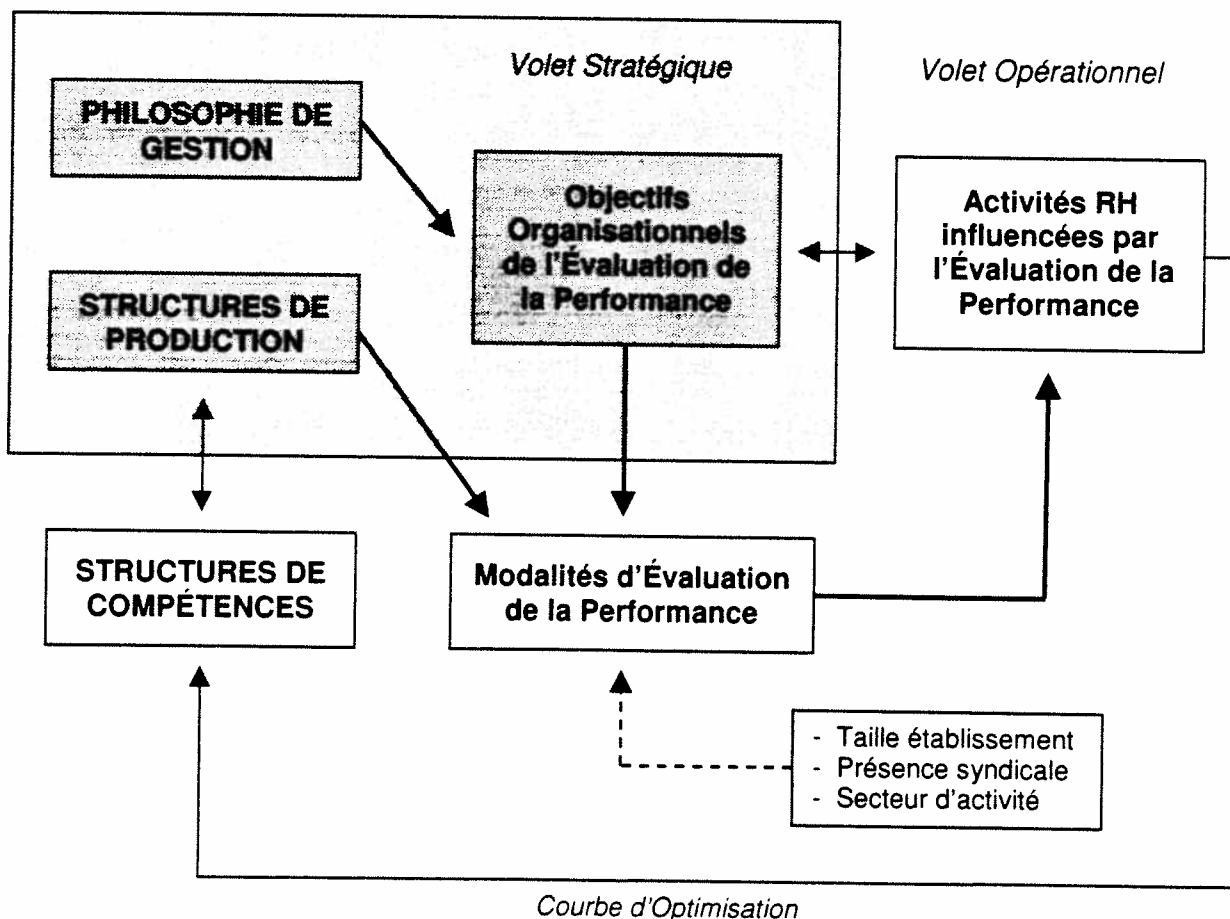 Volet Stratégique
Volet Opérationnel
PHILOSOPHIE DE
GESTION
Objectifs
Organisationnels
de l'Évaluation de
la Performance
Activités RH
influencées par
l'Évaluation de la
Performance
STRUCTURES DE
PRODUCTION
STRUCTURES DE
COMPÉTENCES
Modalités d'Évaluation
de la Performance
- Taille établissement
- Présence syndicale
- Secteur d'activité
Courbe d'Optimisation